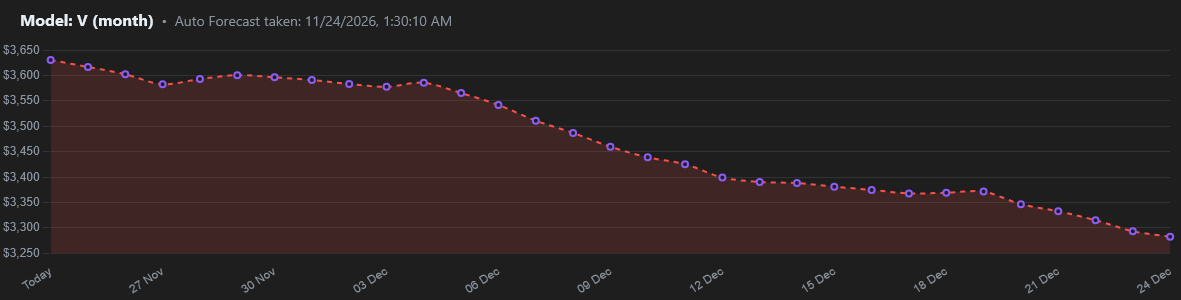 Model: V (month) • Auto Forecast taken: 11/24/2026, 1:30:10 AM
$3,650
$3,600
$3,550
$3,500
$3,450
$3,400
$3,350
$3,300
$3,250
Today
27 Nov
30 Nov
03 Dec
06 Dec
09 Dec
12 Dec
15 Dec
18 Dec
21 Dec
24 Dec